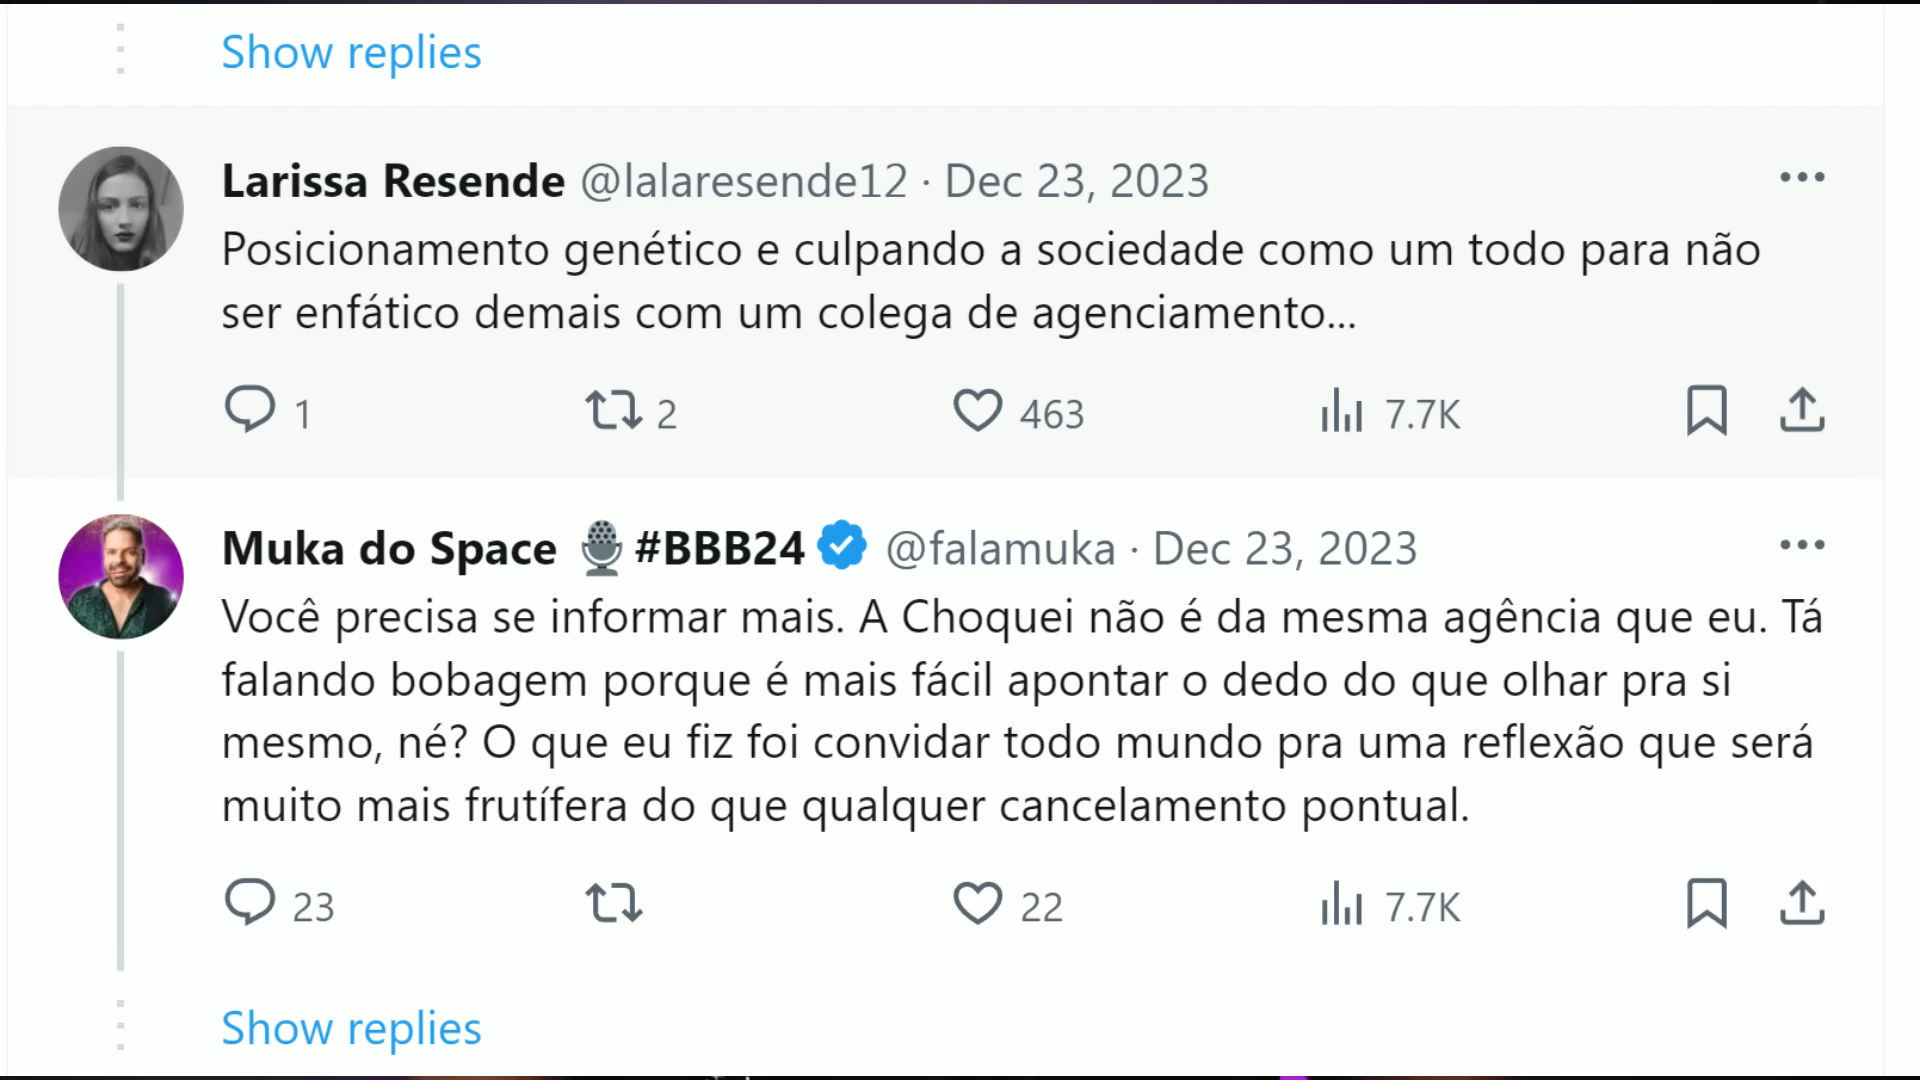 Show replies
Larissa Resende @lalaresende12 · Dec 23, 2023
Posicionamento genético e culpando a sociedade como um todo para não
ser enfático demais com um colega de agenciamento...
1 2 463 7.7K
Muka do Space 🎙️#BBB24 @falamuka · Dec 23, 2023
Você precisa se informar mais. A Choquei não é da mesma agência que eu. Tá
falando bobagem porque é mais fácil apontar o dedo do que olhar pra si
mesmo, né? O que eu fiz foi convidar todo mundo pra uma reflexão que será
muito mais frutífera do que qualquer cancelamento pontual.
23 22 7.7K
Show replies